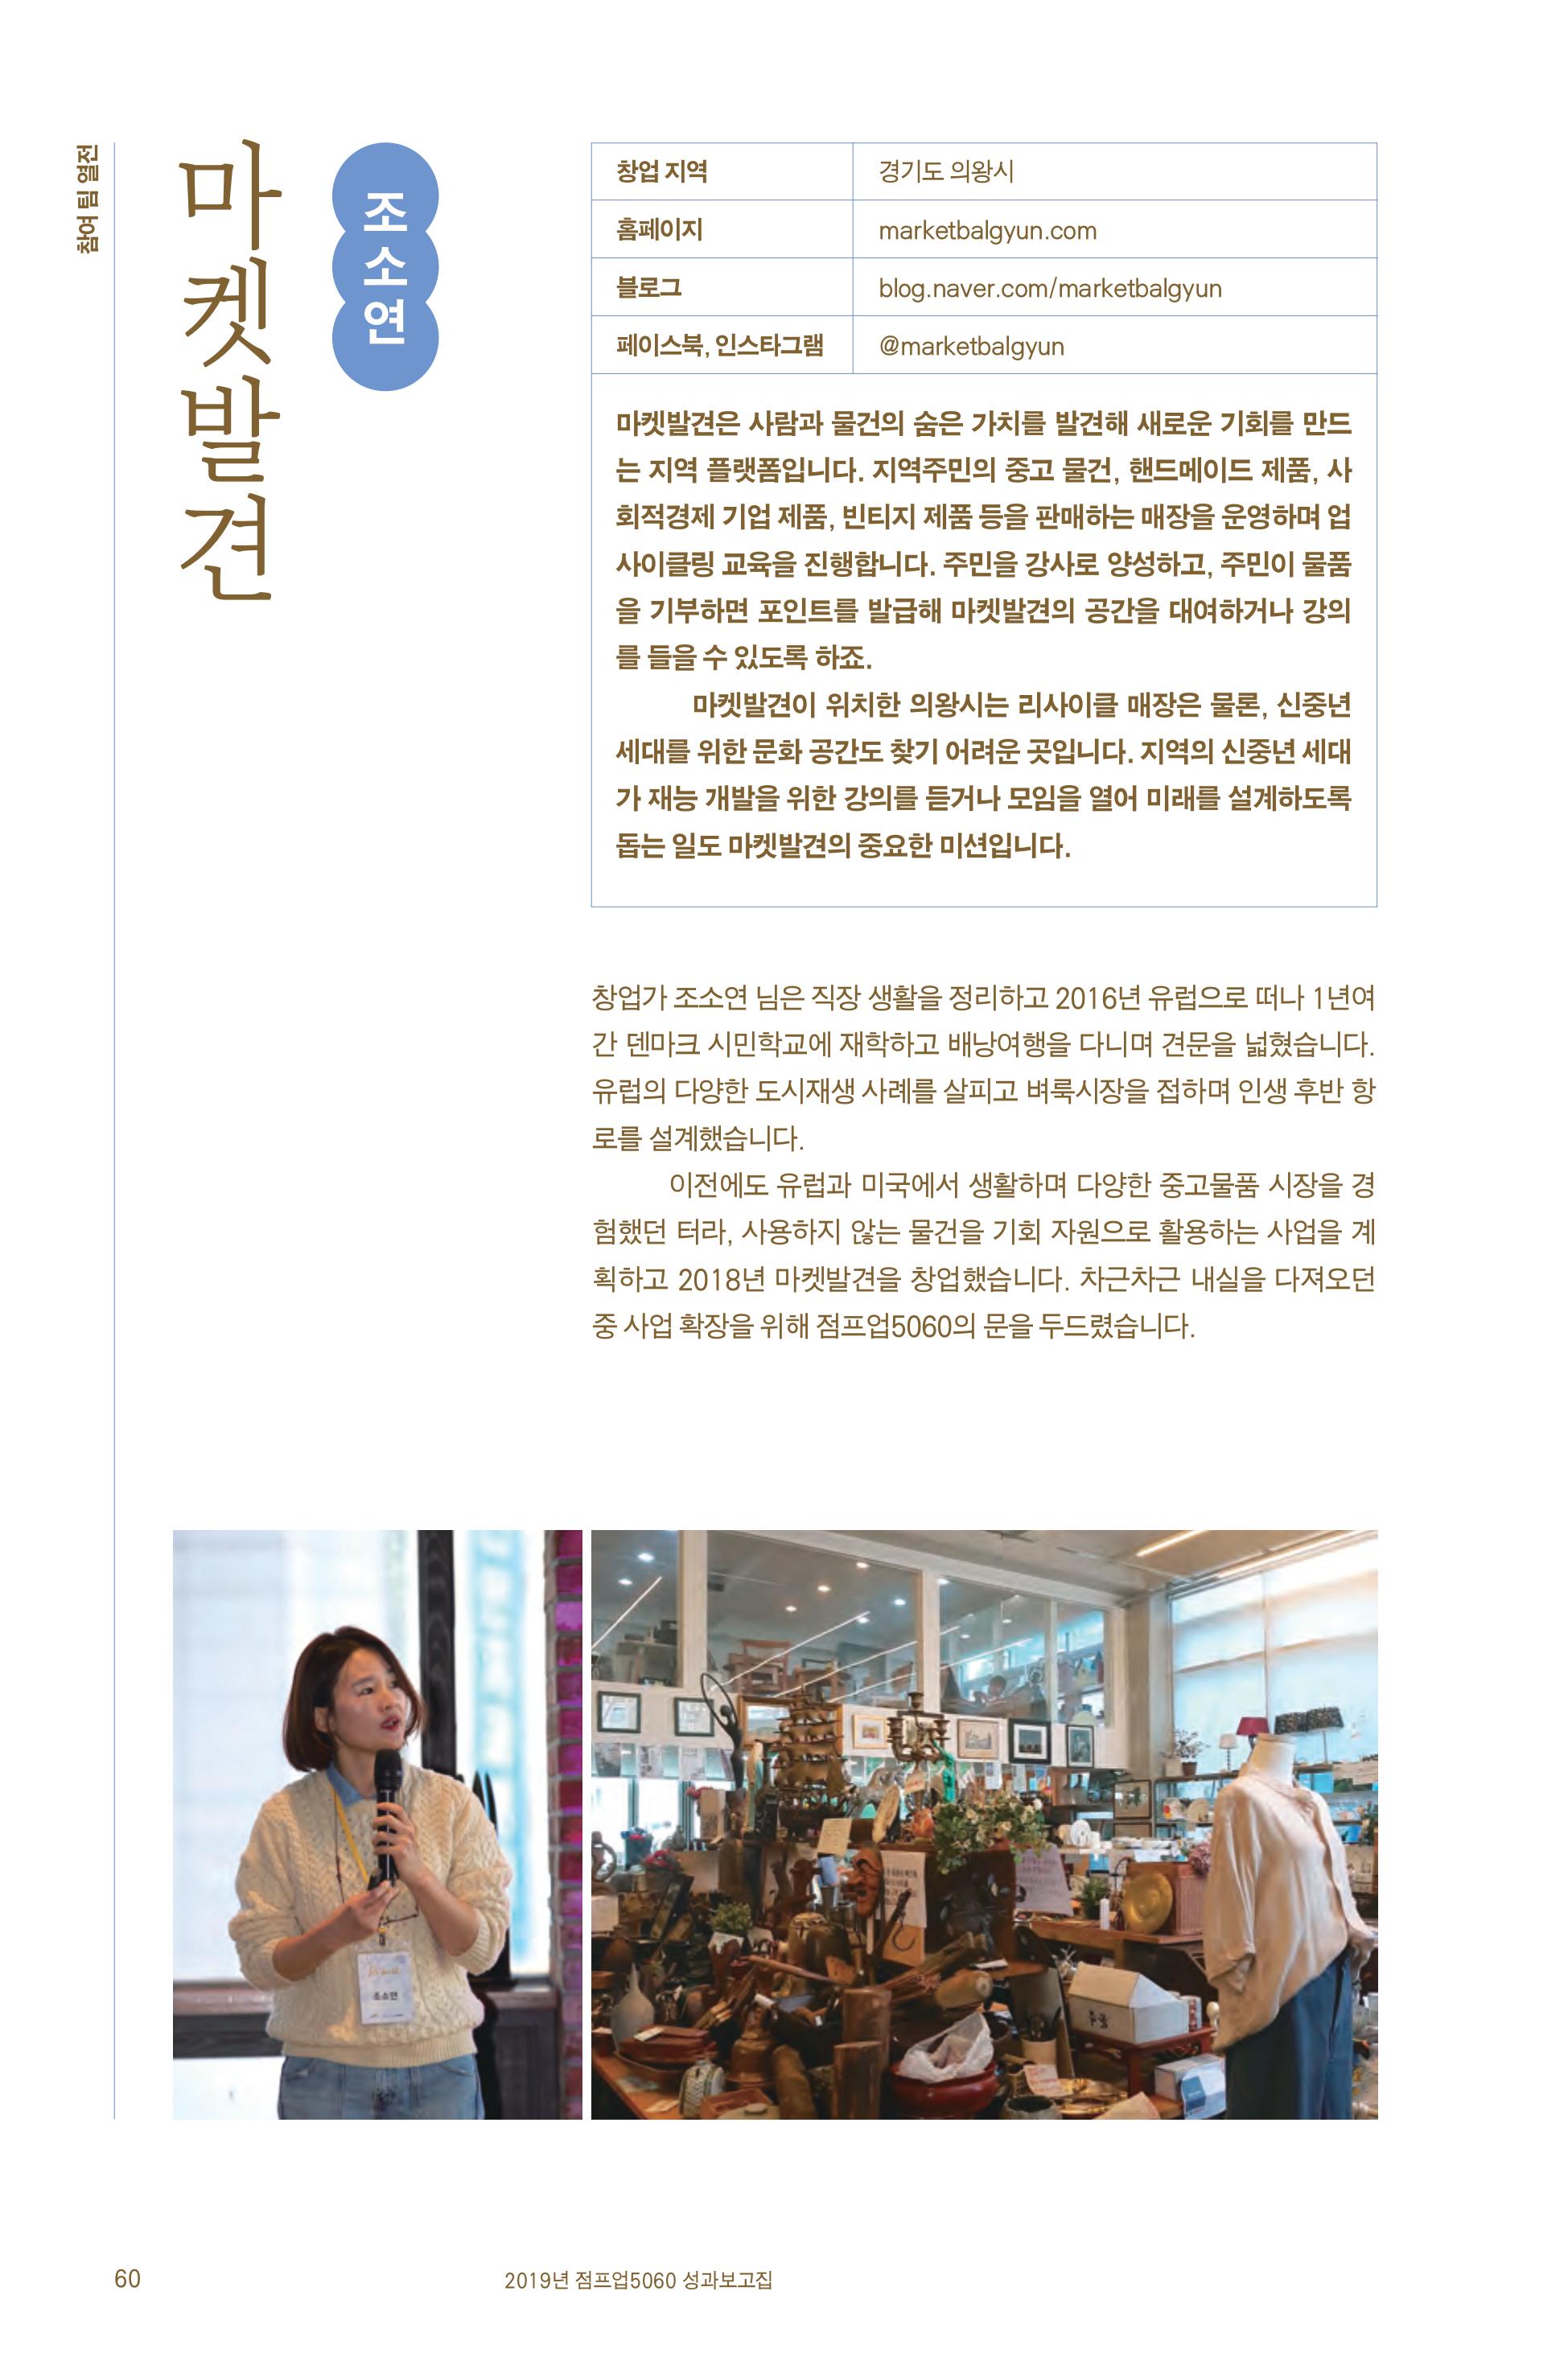 참여 팀 열전
마켓발견
조소연
창업 지역 경기도 의왕시
홈페이지 marketbalgyun.com
블로그 blog.naver.com/marketbalgyun
페이스북, 인스타그램 @marketbalgyun
마켓발견은 사람과 물건의 숨은 가치를 발견해 새로운 기회를 만드
는 지역 플랫폼입니다. 지역주민의 중고 물건, 핸드메이드 제품, 사
회적경제 기업 제품, 빈티지 제품 등을 판매하는 매장을 운영하며 업
사이클링 교육을 진행합니다. 주민을 강사로 양성하고, 주민이 물품
을 기부하면 포인트를 발급해 마켓발견의 공간을 대여하거나 강의
를 들을 수 있도록 하죠.
마켓발견이 위치한 의왕시는 리사이클 매장은 물론, 신중년
세대를 위한 문화 공간도 찾기 어려운 곳입니다. 지역의 신중년 세대
가 재능 개발을 위한 강의를 듣거나 모임을 열어 미래를 설계하도록
돕는 일도 마켓발견의 중요한 미션입니다.
창업가 조소연 님은 직장 생활을 정리하고 2016년 유럽으로 떠나 1년여
간 덴마크 시민학교에 재학하고 배낭여행을 다니며 견문을 넓혔습니다.
유럽의 다양한 도시재생 사례를 살피고 벼룩시장을 접하며 인생 후반 항
로를 설계했습니다.
이전에도 유럽과 미국에서 생활하며 다양한 중고물품 시장을 경
험했던 터라, 사용하지 않는 물건을 기회 자원으로 활용하는 사업을 계
획하고 2018년 마켓발견을 창업했습니다. 차근차근 내실을 다져오던
중 사업 확장을 위해 점프업5060의 문을 두드렸습니다.
조소연
60
2019년 점프업5060 성과보고집